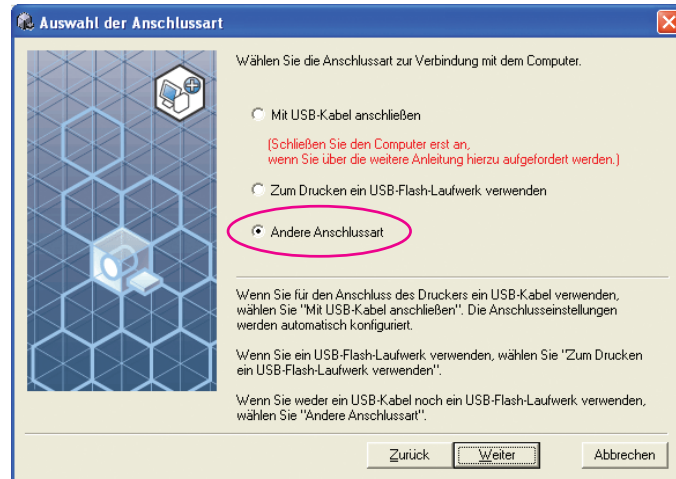 Auswahl der Anschlussart
Wählen Sie die Anschlussart zur Verbindung mit dem Computer.
Mit USB-Kabel anschließen
(Schließen Sie den Computer erst an,
wenn Sie über die weitere Anleitung hierzu aufgefordert werden.)
Zum Drucken ein USB-Flash-Laufwerk verwenden
Andere Anschlussart
Wenn Sie für den Anschluss des Druckers ein USB-Kabel verwenden,
wählen Sie "Mit USB-Kabel anschließen". Die Anschlusseinstellungen
werden automatisch konfiguriert.
Wenn Sie ein USB-Flash-Laufwerk verwenden, wählen Sie "Zum Drucken
ein USB-Flash-Laufwerk verwenden".
Wenn Sie weder ein USB-Kabel noch ein USB-Flash-Laufwerk verwenden,
wählen Sie "Andere Anschlussart".
Zurück Weiter Abbrechen